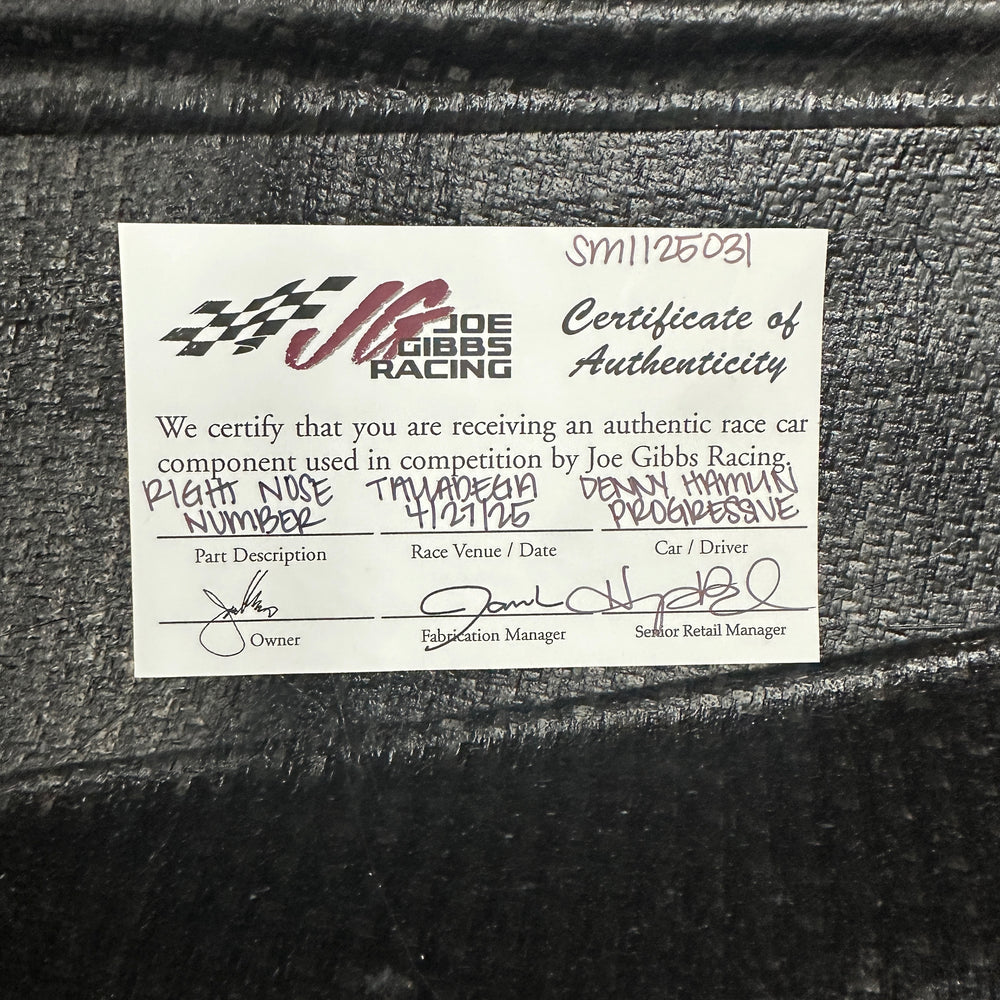 SM1125031
JG JOE
GIBBS
RACING
Certificate of
Authenticity
We certify that you are receiving an authentic race car
component used in competition by Joe Gibbs Racing.
RIGHT NOSE
NUMBER
Part Description
TALLADEGA
4/27/25
Race Venue / Date
DENNY HAMLIN
PROGRESSIVE
Car / Driver
Owner
Fabrication Manager
Senior Retail Manager